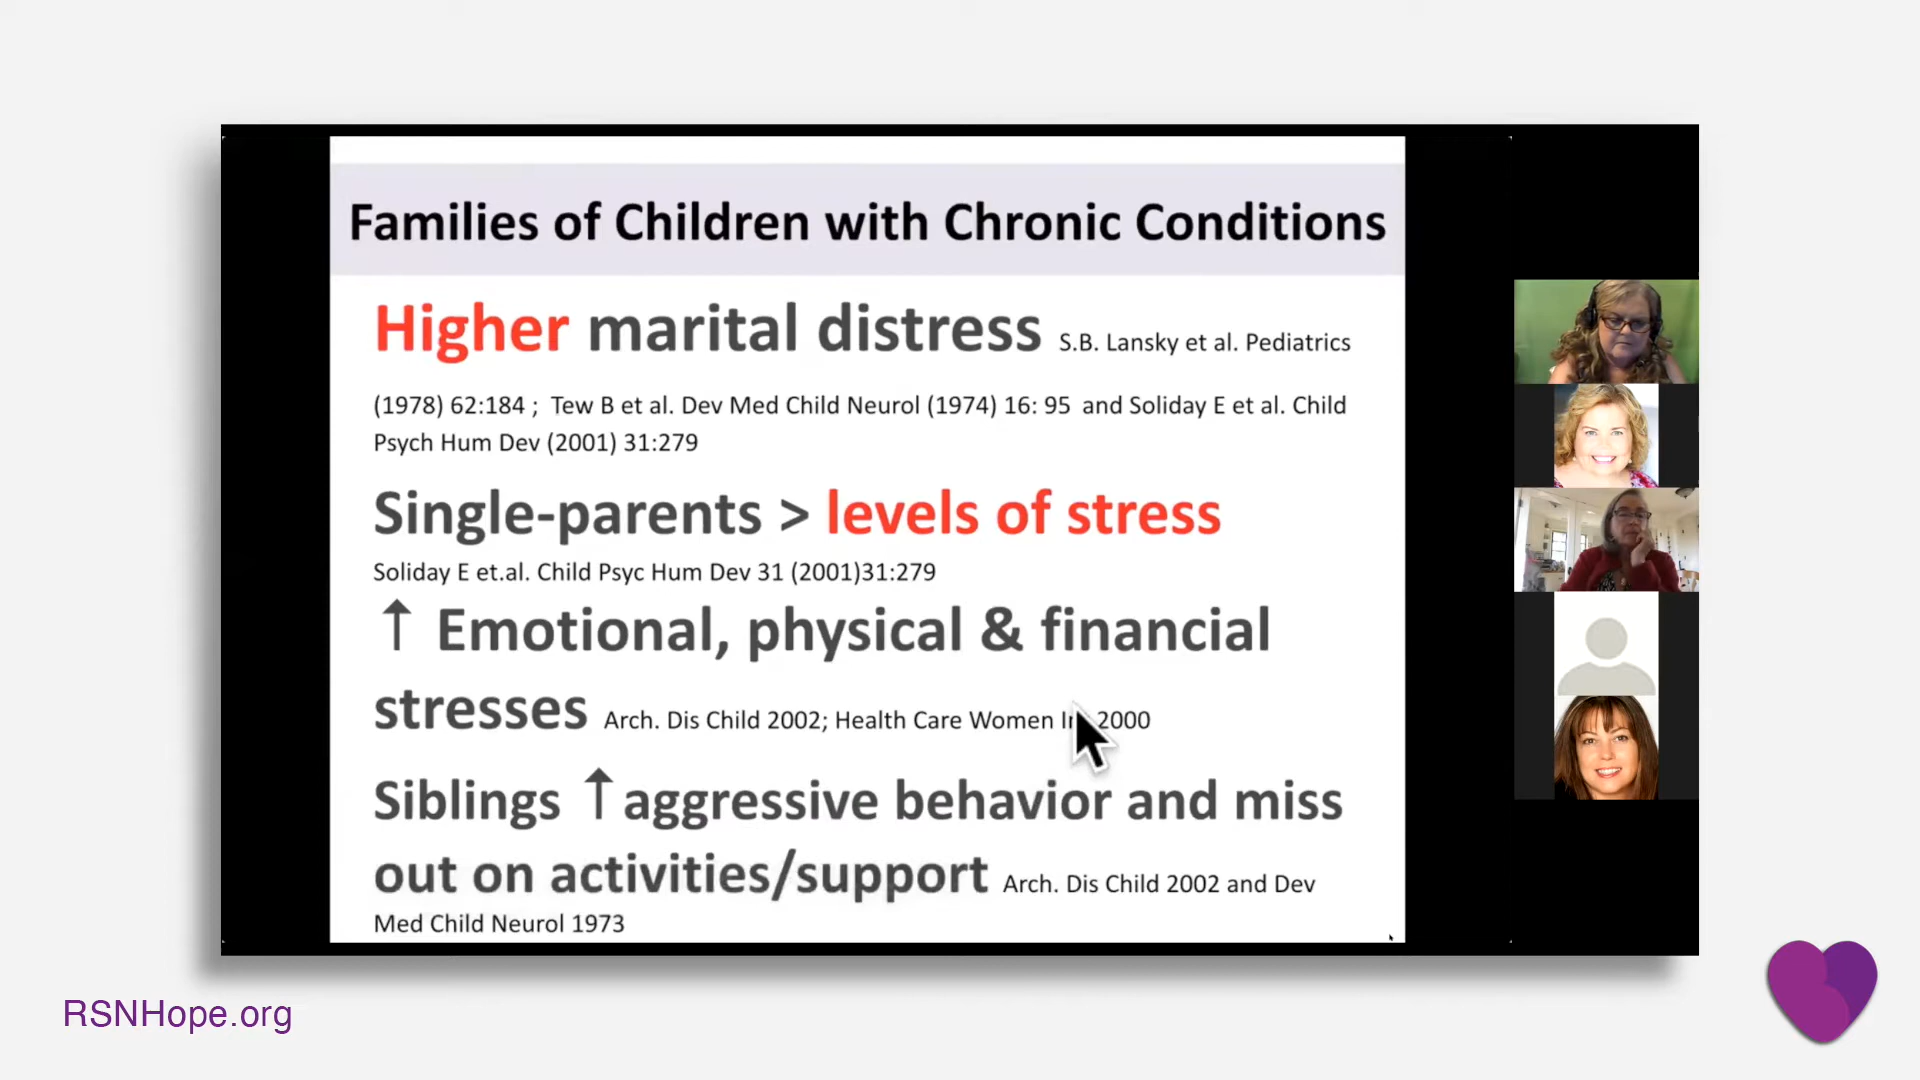 Families of Children with Chronic Conditions
Higher marital distress S.B. Lansky et al. Pediatrics
(1978) 62:184 ; Tew B et al. Dev Med Child Neurol (1974) 16: 95 and Soliday E et al. Child
Psych Hum Dev (2001) 31:279
Single-parents > levels of stress
Soliday E et.al. Child Psyc Hum Dev 31 (2001)31:279
↑ Emotional, physical & financial
stresses Arch. Dis Child 2002; Health Care Women 2000
Siblings ↑aggressive behavior and miss
out on activities/support Arch. Dis Child 2002 and Dev
Med Child Neurol 1973
RSNHope.org